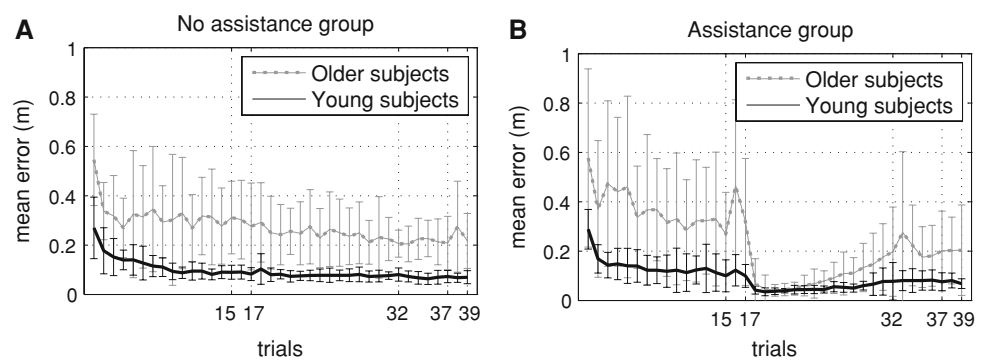 A
No assistance group
mean error (m)
1
0.8
0.6
0.4
0.2
0
Older subjects
Young subjects
15 17 32 37 39
trials
B
Assistance group
mean error (m)
1
0.8
0.6
0.4
0.2
0
Older subjects
Young subjects
15 17 32 37 39
trials